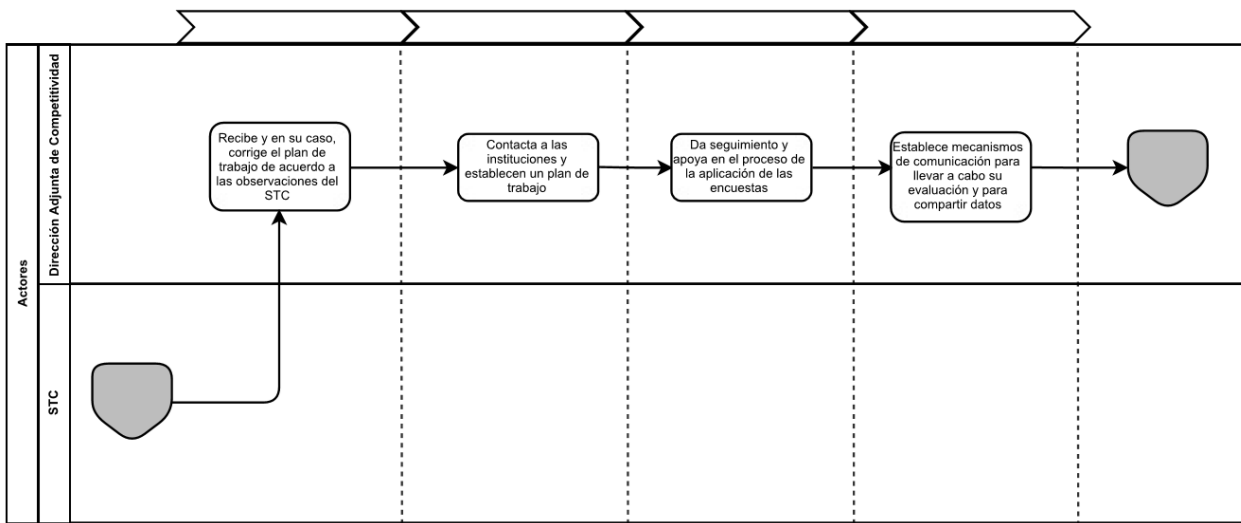 Actores
Dirección Adjunta de Competitividad
Recibe y en su caso,
corrige el plan de
trabajo de acuerdo a
las observaciones del
STC
Contacta a las
instituciones y
establecen un plan de
trabajo
Da seguimiento y
apoya en el proceso de
la aplicación de las
encuestas
Establece mecanismos
de comunicación para
llevar a cabo su
evaluación y para
compartir datos
STC